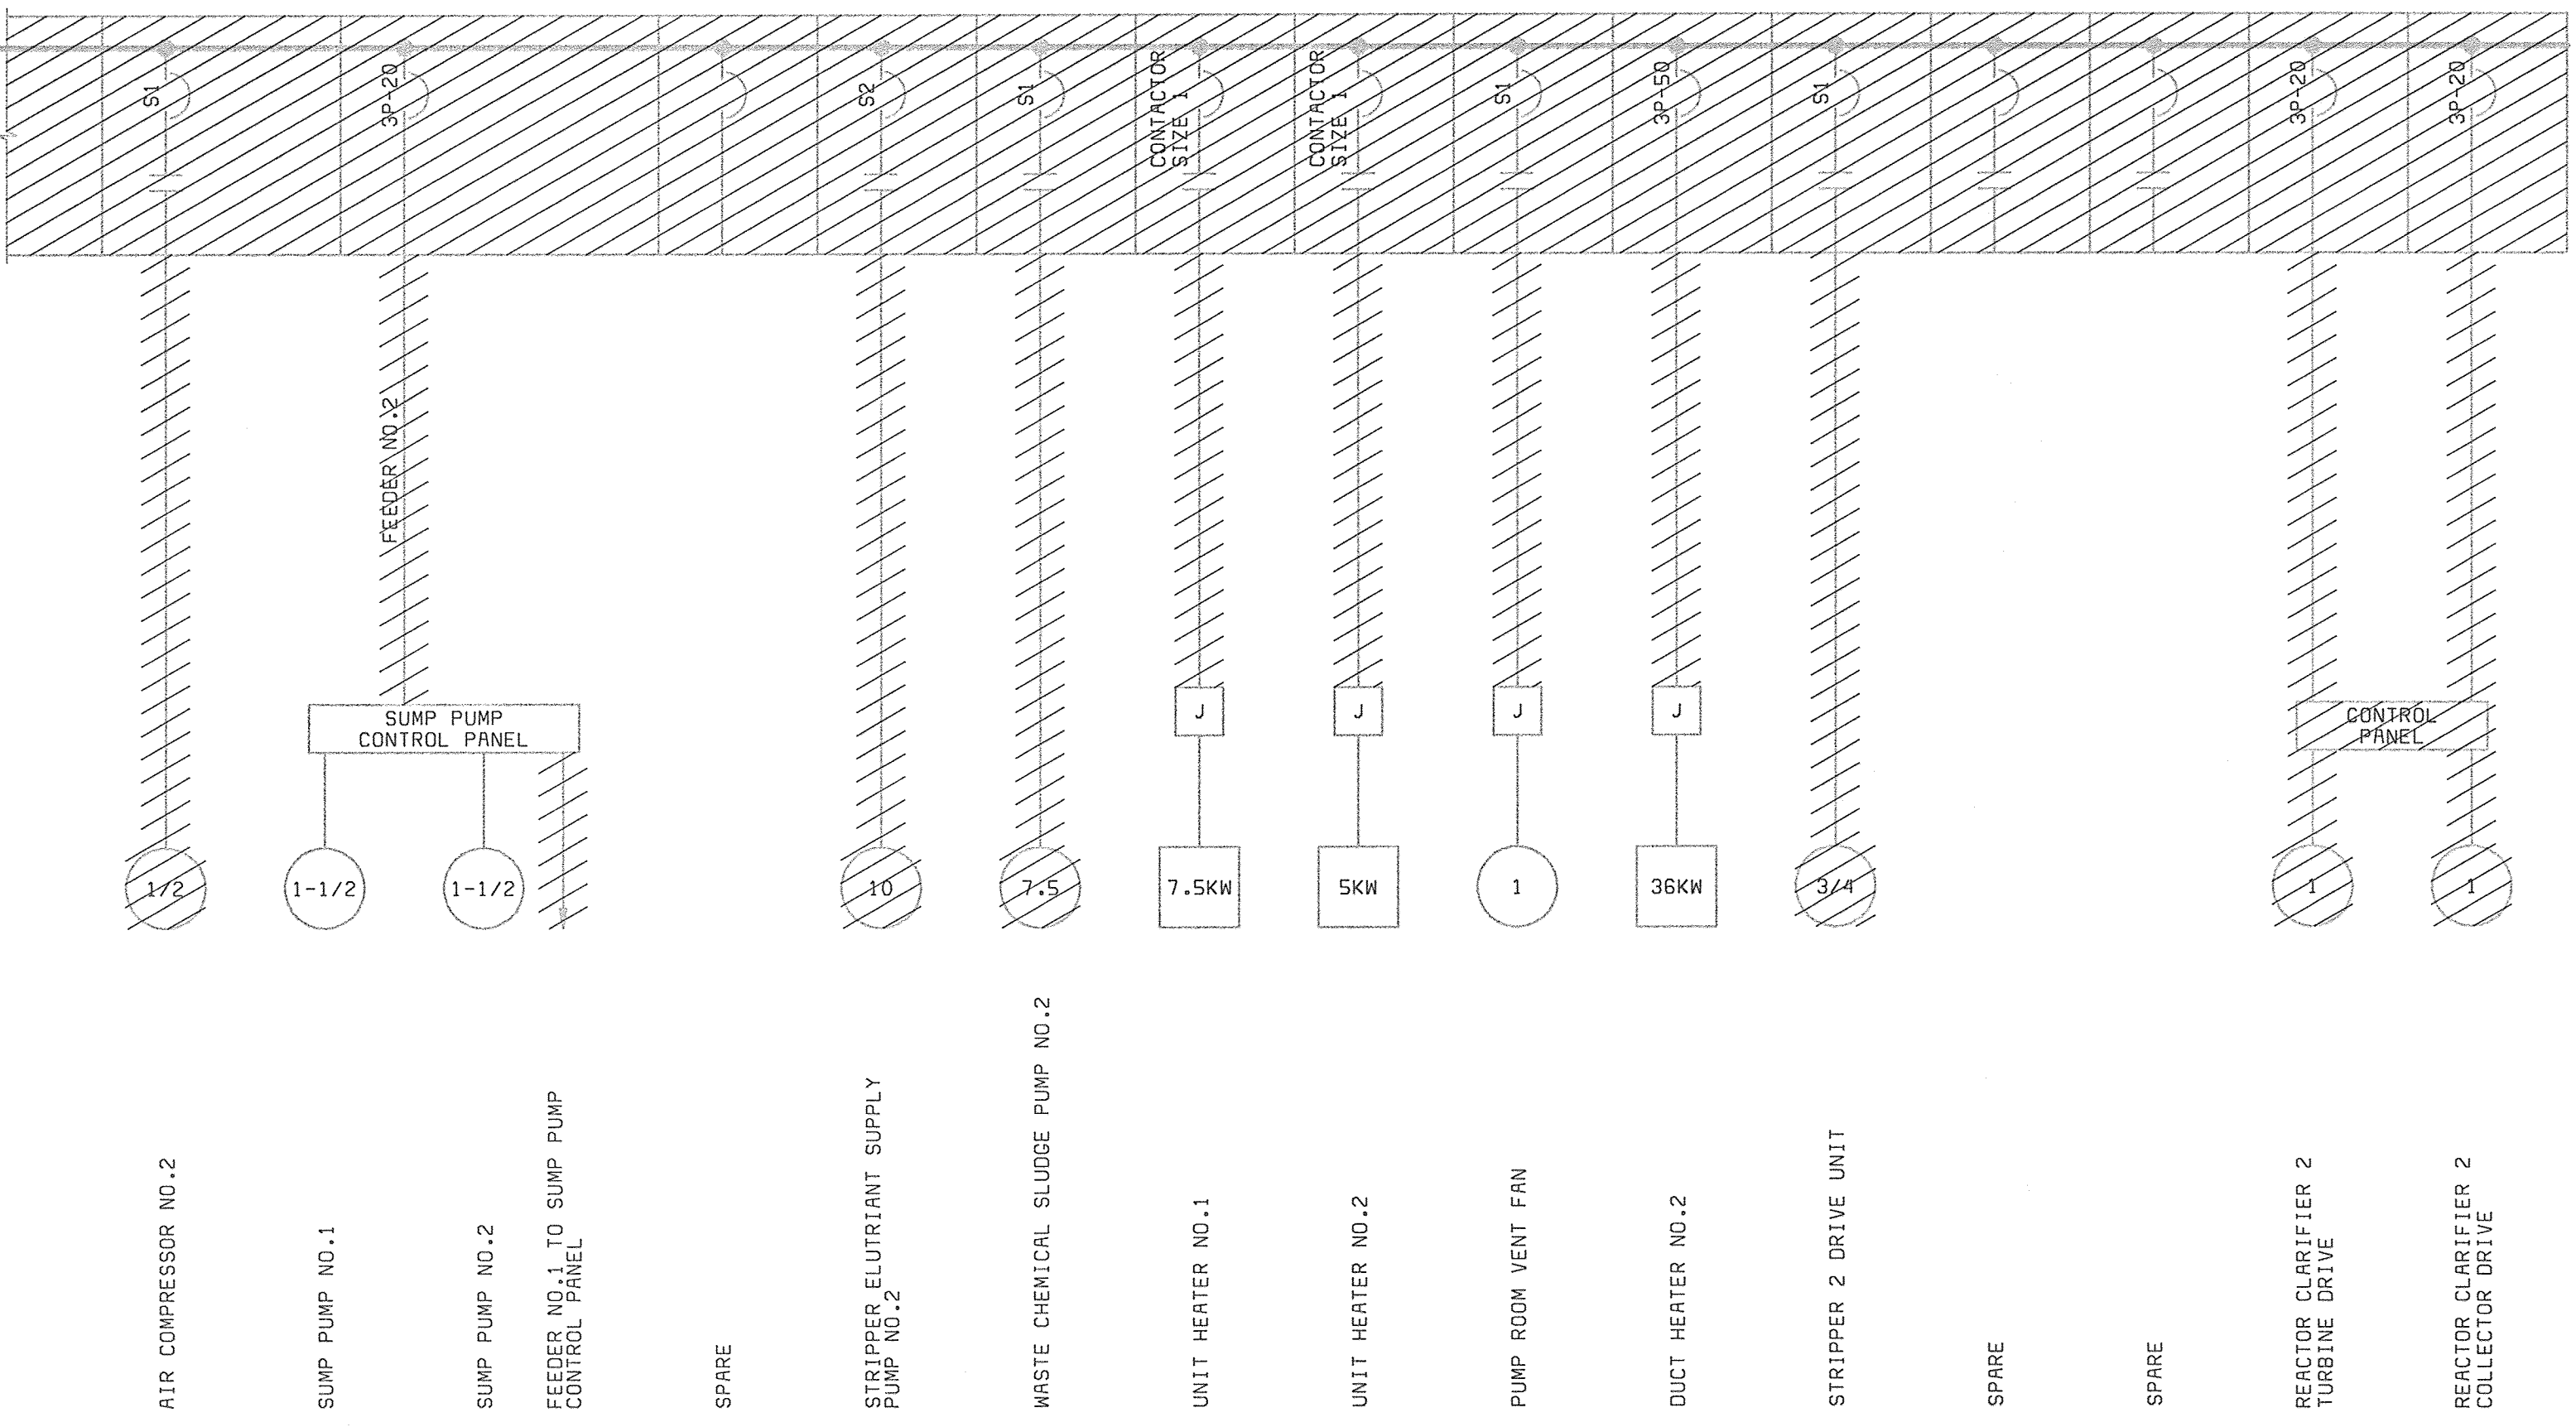 S1
3P-20
S2
S1
CONTACTOR
SIZE 1
CONTACTOR
SIZE 1
S1
3P-50
S1
3P-20
3P-20
FEEDER NO.2
SUMP PUMP
CONTROL PANEL
J
J
J
J
CONTROL
PANEL
1/2
1-1/2
1-1/2
10
7.5
7.5KW
5KW
1
36KW
3/4
1
1
AIR COMPRESSOR NO.2
SUMP PUMP NO.1
SUMP PUMP NO.2
FEEDER NO.1 TO SUMP PUMP
CONTROL PANEL
SPARE
STRIPPER ELUTRIANT SUPPLY
PUMP NO.2
WASTE CHEMICAL SLUDGE PUMP NO.2
UNIT HEATER NO.1
UNIT HEATER NO.2
PUMP ROOM VENT FAN
DUCT HEATER NO.2
STRIPPER 2 DRIVE UNIT
SPARE
SPARE
REACTOR CLARIFIER 2
TURBINE DRIVE
REACTOR CLARIFIER 2
COLLECTOR DRIVE